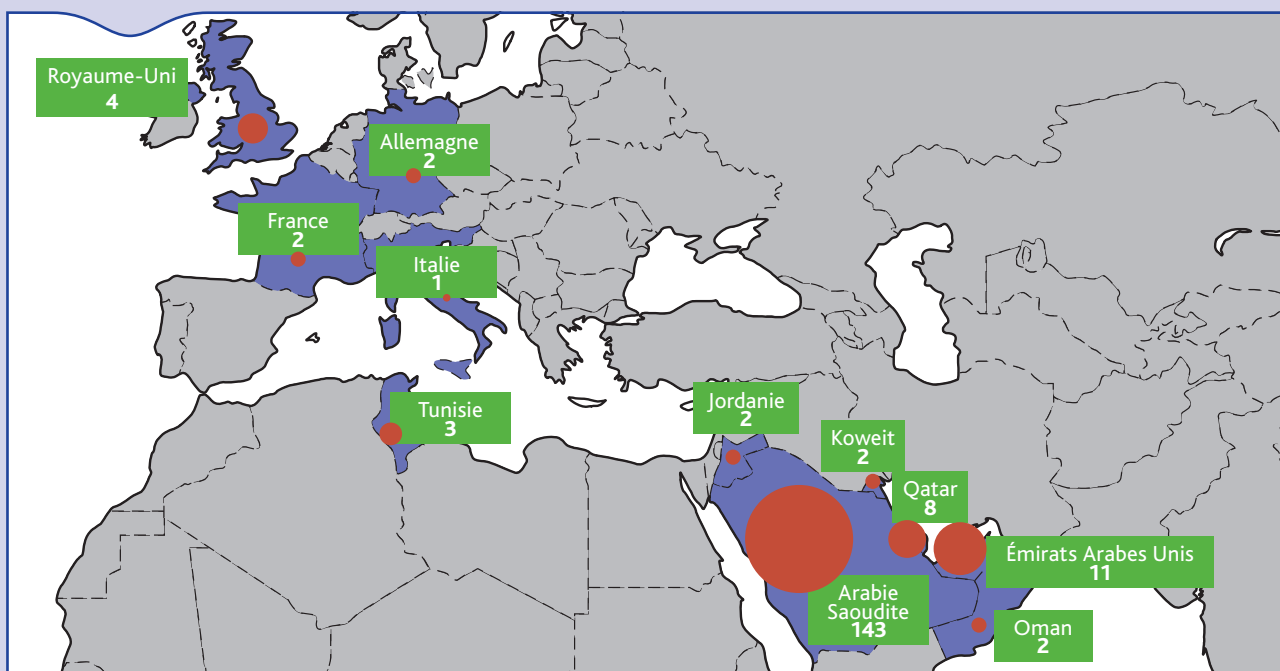 Royaume-Uni
4
Allemagne
2
France
2
Italie
1
Tunisie
3
Jordanie
2
Koweit
2
Qatar
8
Émirats Arabes Unis
11
Arabie
Saoudite
143
Oman
2